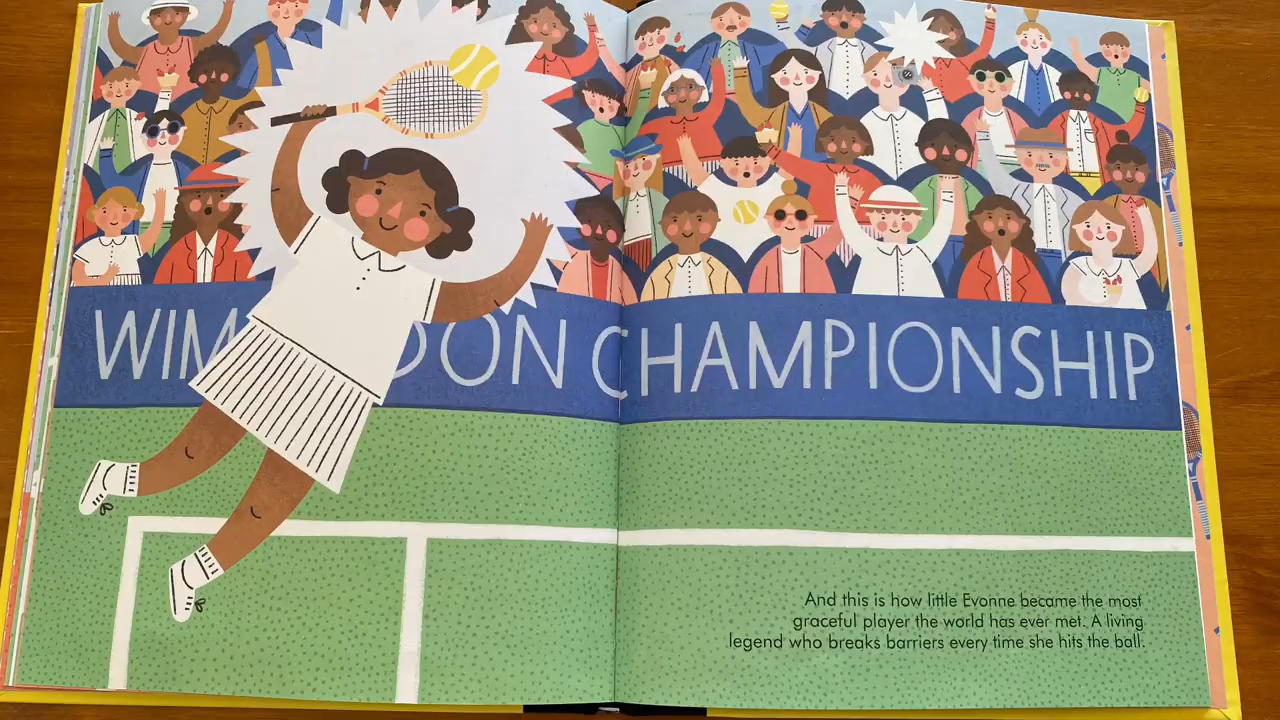 WIM DON CHAMPIONSHIP
And this is how little Evonne became the most
graceful player the world has ever met. A living
legend who breaks barriers every time she hits the ball.